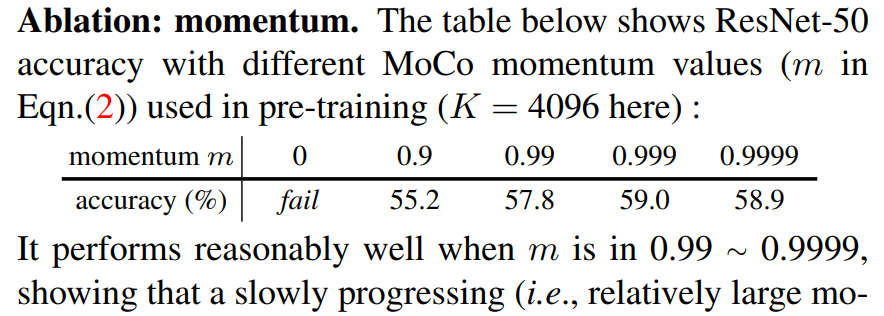 Ablation: momentum. The table below shows ResNet-50
accuracy with different MoCo momentum values (m in
Eqn.(2)) used in pre-training (K = 4096 here) :
momentum m 0 0.9 0.99 0.999 0.9999
accuracy (%) fail 55.2 57.8 59.0 58.9
It performs reasonably well when m is in 0.99 ∼ 0.9999,
showing that a slowly progressing (i.e., relatively large mo-